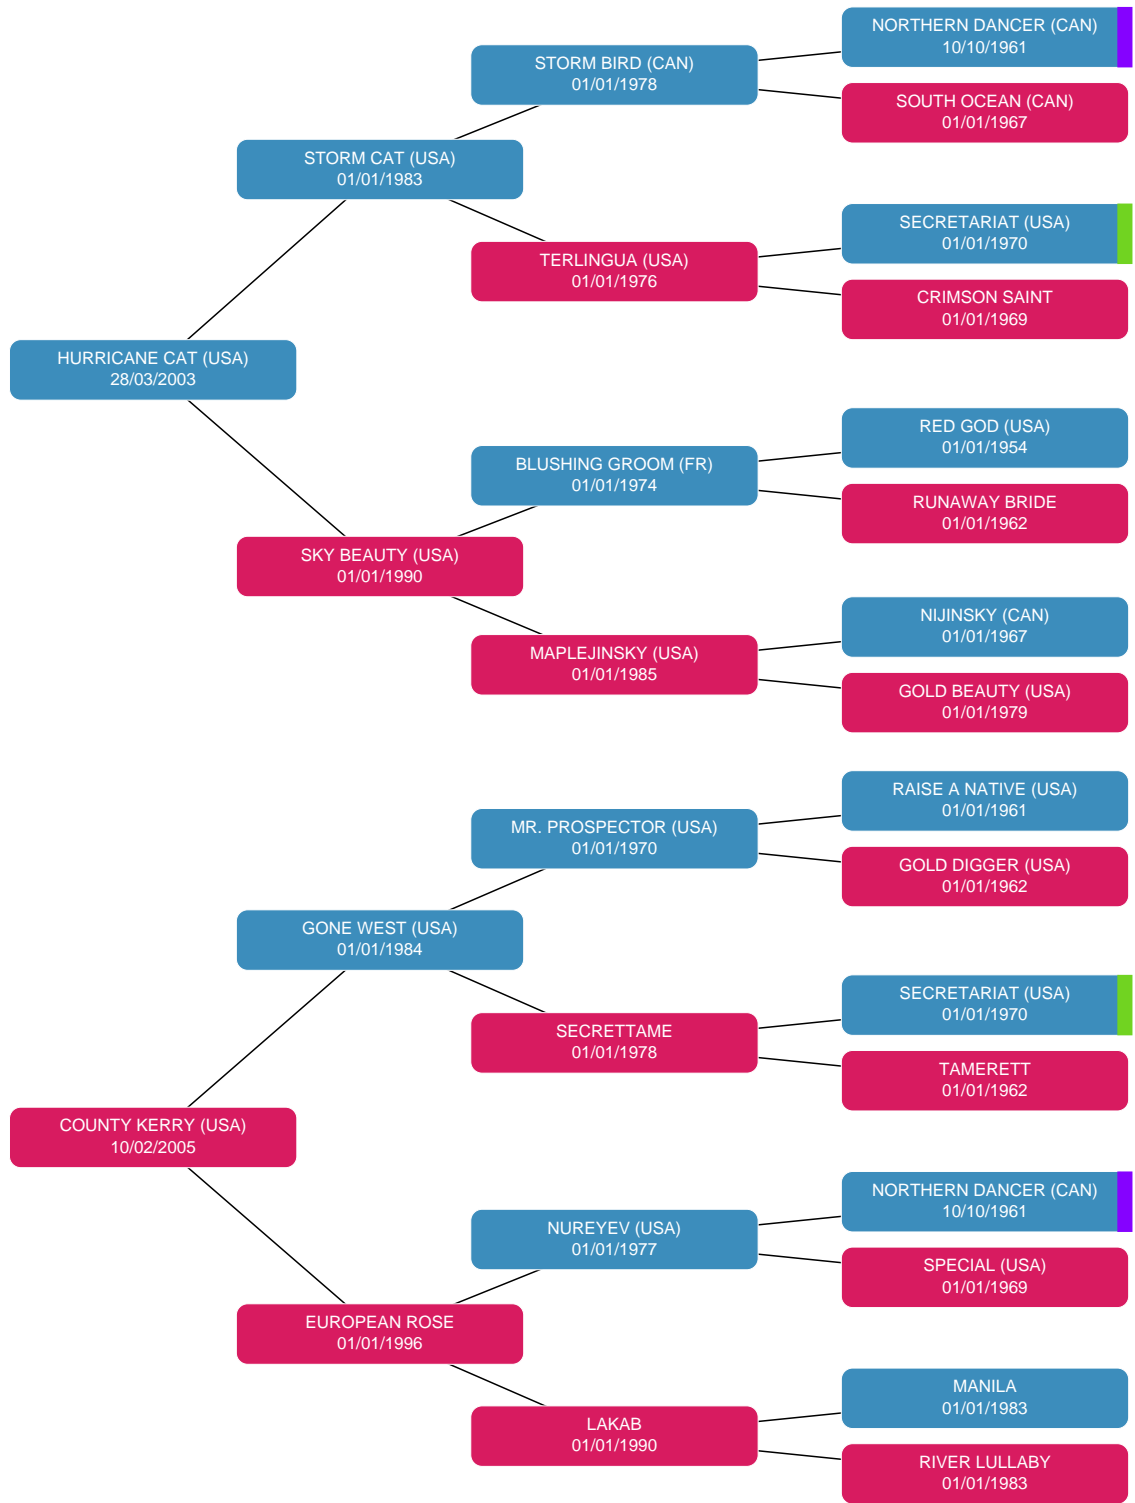 NORTHERN DANCER (CAN)
10/10/1961
STORM BIRD (CAN)
01/01/1978
SOUTH OCEAN (CAN)
01/01/1967
STORM CAT (USA)
01/01/1983
SECRETARIAT (USA)
01/01/1970
TERLINGUA (USA)
01/01/1976
CRIMSON SAINT
01/01/1969
HURRICANE CAT (USA)
28/03/2003
RED GOD (USA)
01/01/1954
BLUSHING GROOM (FR)
01/01/1974
RUNAWAY BRIDE
01/01/1962
SKY BEAUTY (USA)
01/01/1990
NIJINSKY (CAN)
01/01/1967
MAPLEJINSKY (USA)
01/01/1985
GOLD BEAUTY (USA)
01/01/1979
RAISE A NATIVE (USA)
01/01/1961
MR. PROSPECTOR (USA)
01/01/1970
GOLD DIGGER (USA)
01/01/1962
GONE WEST (USA)
01/01/1984
SECRETARIAT (USA)
01/01/1970
SECRETTAME
01/01/1978
TAMERETT
01/01/1962
COUNTY KERRY (USA)
10/02/2005
NORTHERN DANCER (CAN)
10/10/1961
NUREYEV (USA)
01/01/1977
SPECIAL (USA)
01/01/1969
EUROPEAN ROSE
01/01/1996
MANILA
01/01/1983
LAKAB
01/01/1990
RIVER LULLABY
01/01/1983